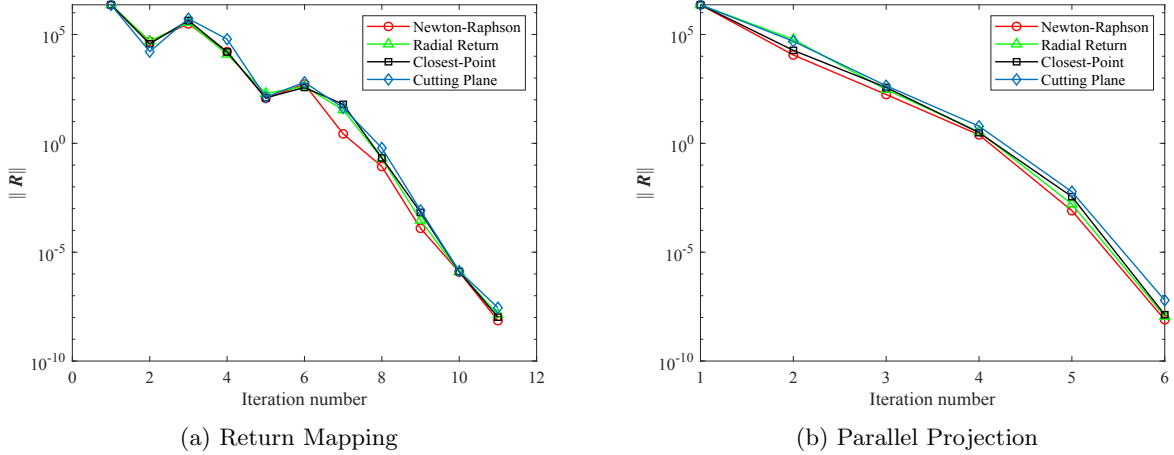 10^5
10^0
10^-5
10^-10
|| R ||
0 2 4 6 8 10 12
Iteration number
Newton-Raphson
Radial Return
Closest-Point
Cutting Plane
(a) Return Mapping
10^5
10^0
10^-5
10^-10
|| R ||
1 2 3 4 5 6
Iteration number
Newton-Raphson
Radial Return
Closest-Point
Cutting Plane
(b) Parallel Projection